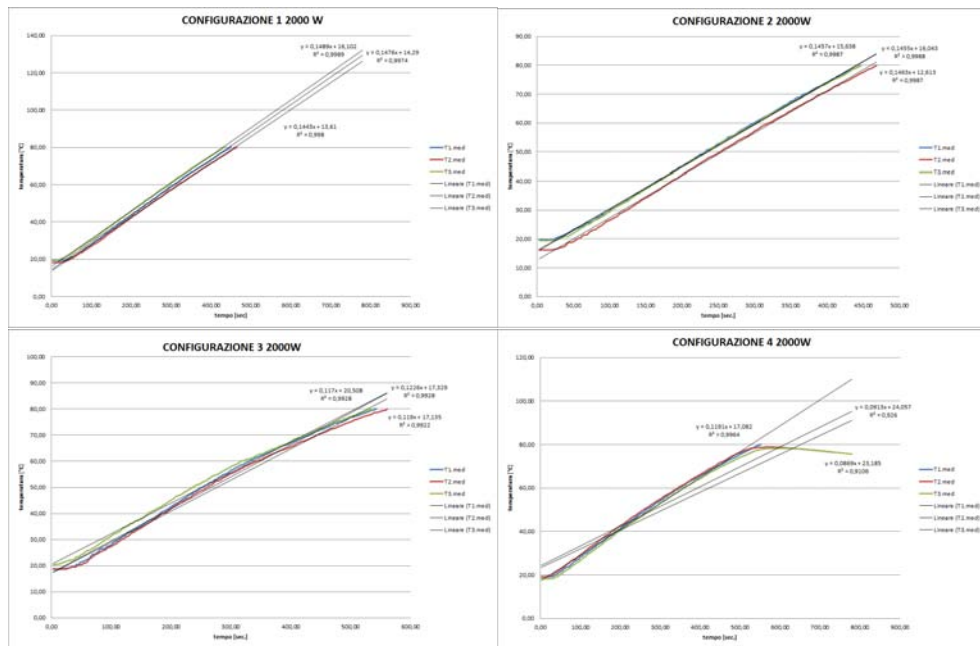 CONFIGURAZIONE 1 2000 W
140,00
120,00
100,00
80,00
60,00
40,00
20,00
0,00
temperatura [°C]
0,00 100,00 200,00 300,00 400,00 500,00 600,00 700,00 800,00 900,00
tempo [sec]
y = 0,1489x + 16,102
R² = 0,9989
y = 0,1476x + 14,29
R² = 0,9974
y = 0,1445x + 13,61
R² = 0,998
T1 med
T2 med
T3 med
Lineare (T1 med)
Lineare (T2 med)
Lineare (T3 med)
CONFIGURAZIONE 2 2000W
90,00
80,00
70,00
60,00
50,00
40,00
30,00
20,00
10,00
0,00
temperatura [°C]
0,00 50,00 100,00 150,00 200,00 250,00 300,00 350,00 400,00 450,00 500,00
tempo [sec.]
y = 0,1457x + 15,638
R² = 0,9987
y = 0,1455x + 16,043
R² = 0,9988
y = 0,1463x + 12,613
R² = 0,9987
T1 med
T2 med
T3 med
Lineare (T1 med)
Lineare (T2 med)
Lineare (T3 med)
CONFIGURAZIONE 3 2000W
100,00
90,00
80,00
70,00
60,00
50,00
40,00
30,00
20,00
10,00
0,00
temperatura [°C]
0,00 100,00 200,00 300,00 400,00 500,00 600,00
tempo [sec.]
y = 0,117x + 20,508
R² = 0,9928
y = 0,1226x + 17,329
R² = 0,9928
y = 0,119x + 17,135
R² = 0,9922
T1 med
T2 med
T3 med
Lineare (T1 med)
Lineare (T2 med)
Lineare (T3 med)
CONFIGURAZIONE 4 2000W
120,00
100,00
80,00
60,00
40,00
20,00
0,00
temperatura [°C]
0,00 100,00 200,00 300,00 400,00 500,00 600,00 700,00 800,00 900,00
tempo [sec.]
y = 0,1191x + 17,082
R² = 0,9964
y = 0,0913x + 24,057
R² = 0,926
y = 0,0869x + 23,185
R² = 0,9106
T1 med
T2 med
T3 med
Lineare (T1 med)
Lineare (T2 med)
Lineare (T3 med)